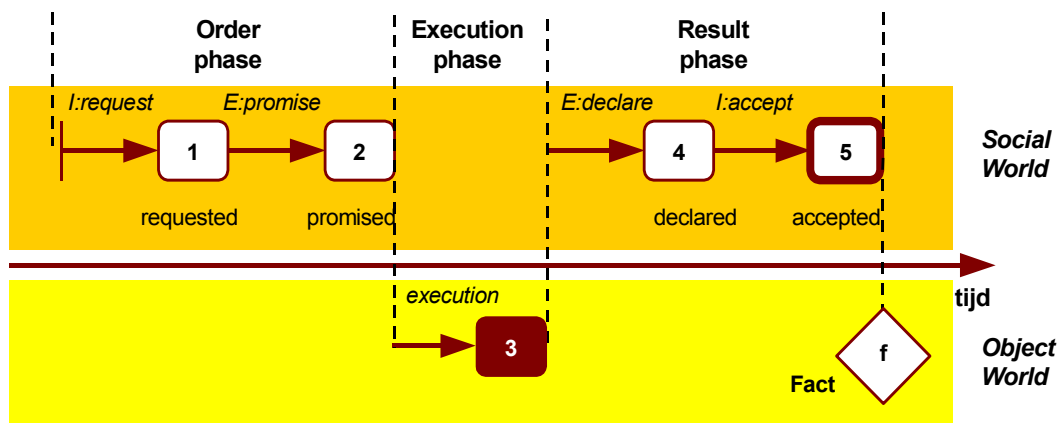 Order
phase
Execution
phase
Result
phase
I:request
E:promise
E:declare
I:accept
1
2
4
5
Social
World
requested
promised
declared
accepted
tijd
execution
3
f
Fact
Object
World